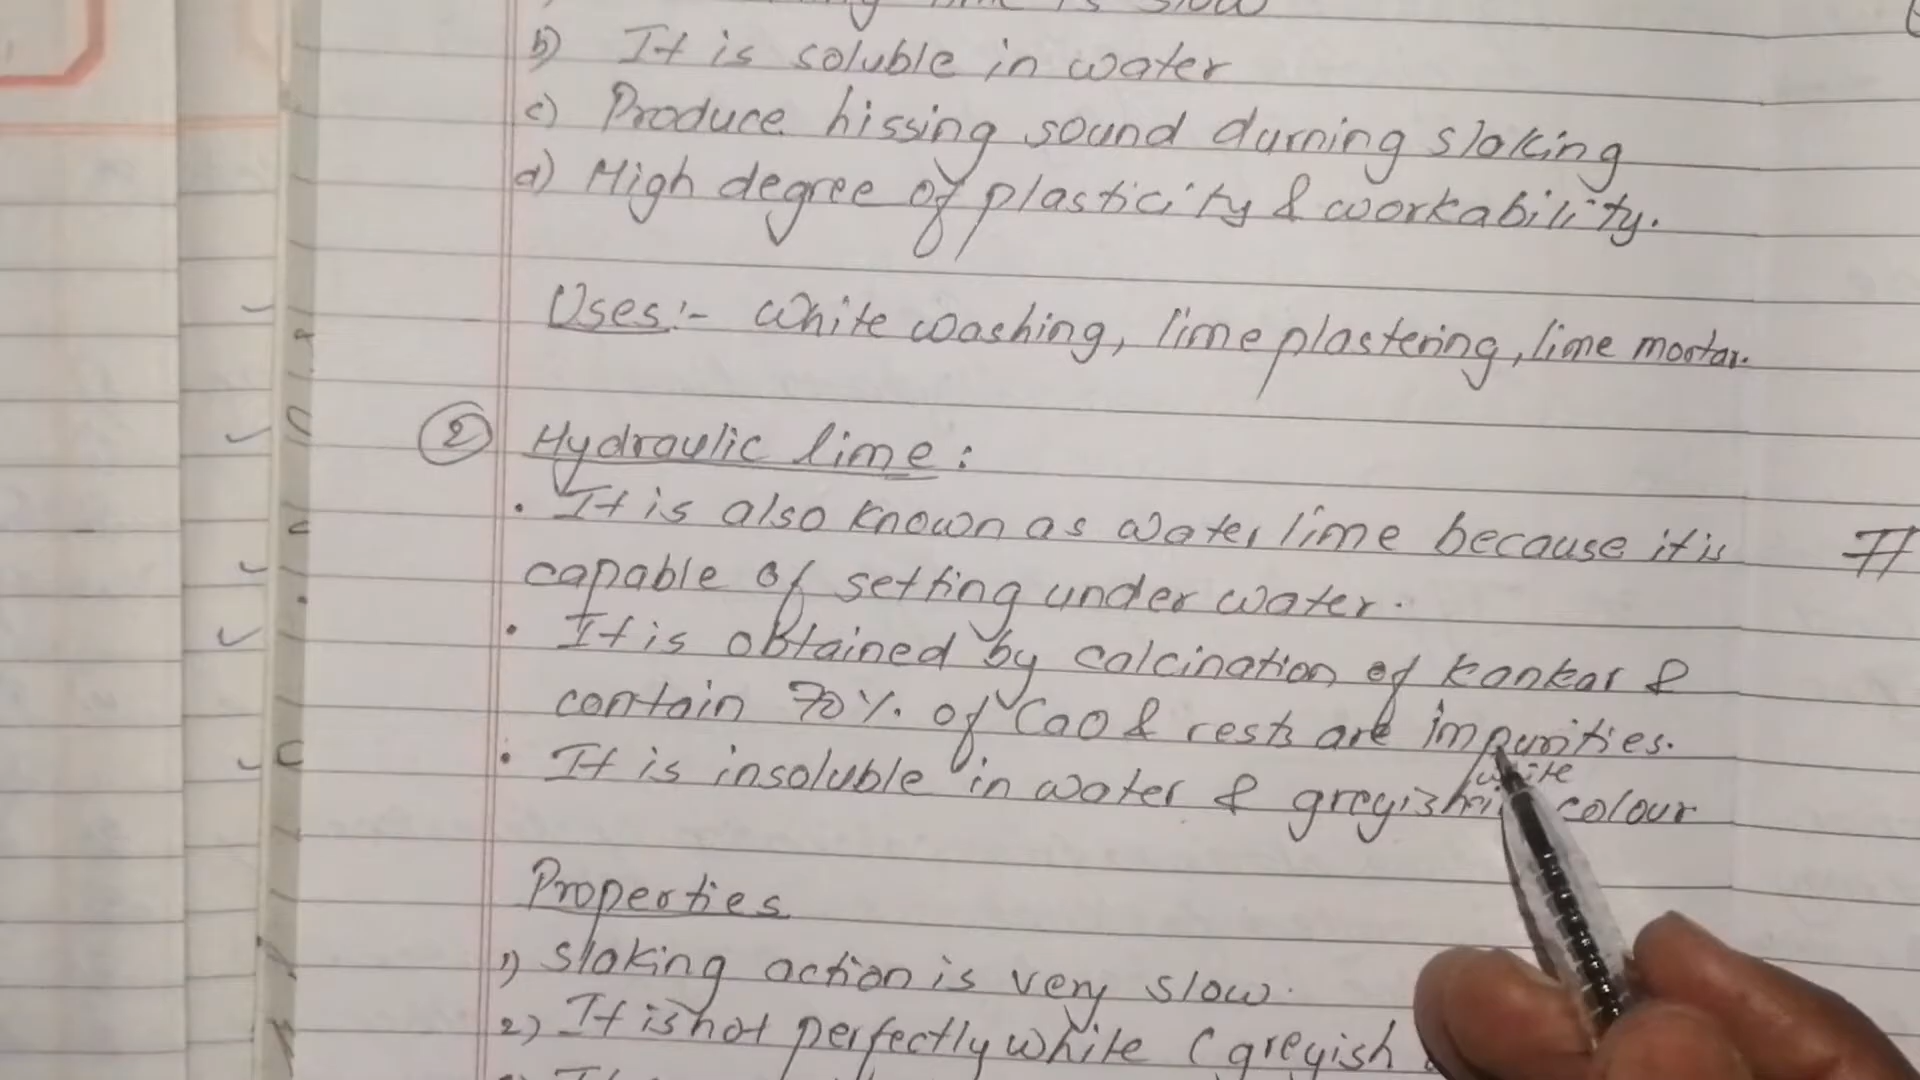 is slow
b) It is soluble in water
c) Produce hissing sound durning slaking
d) High degree of plasticity & workability.
Uses:- White washing, lime plastering, lime mortar.
② Hydraulic lime:
• It is also known as water lime because it is
capable of setting under water.
• It is obtained by calcination of kankar &
contain 70% of CaO & rests are impurities.
• It is insoluble in water & greyish white colour
Properties
1) slaking action is very slow.
2) It is not perfectly white (greyish